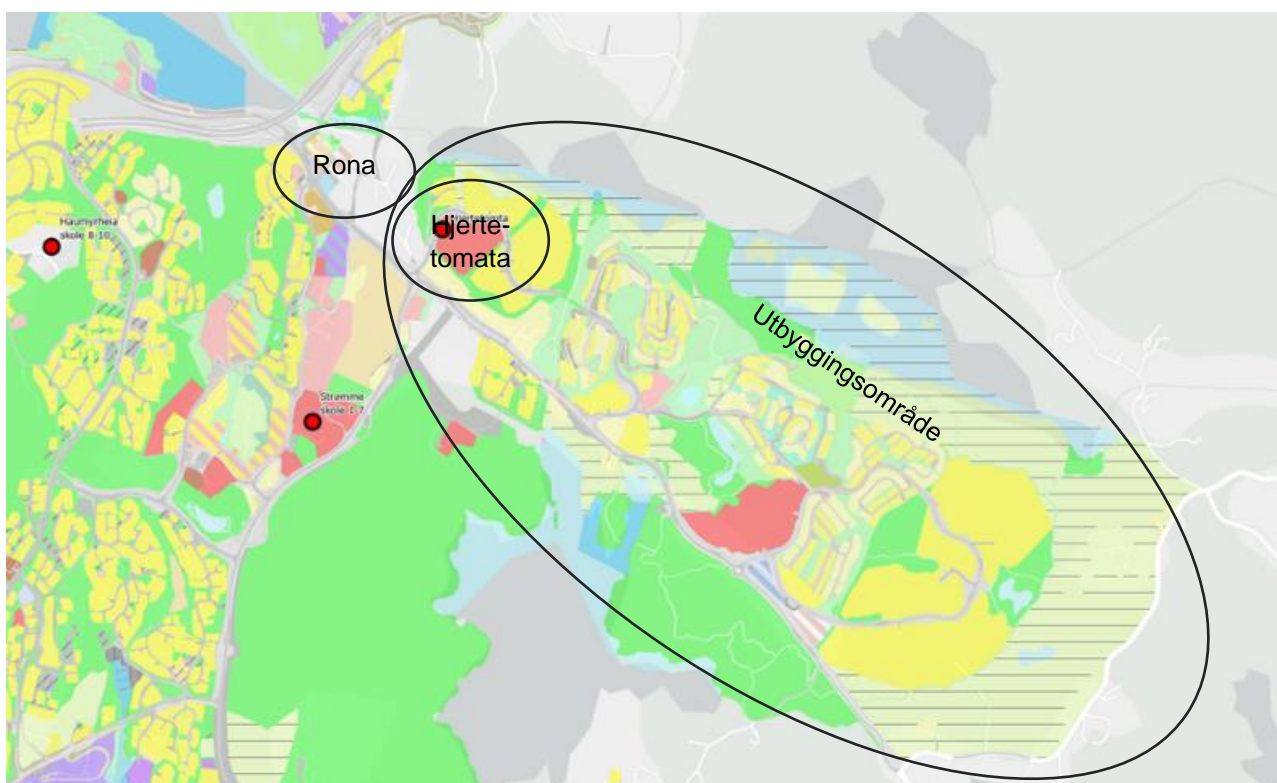 Rona
Haumyrheia
skole 8-10
Hjerte-
tomata
Utbyggingsområde
Strømme
skole 1-7